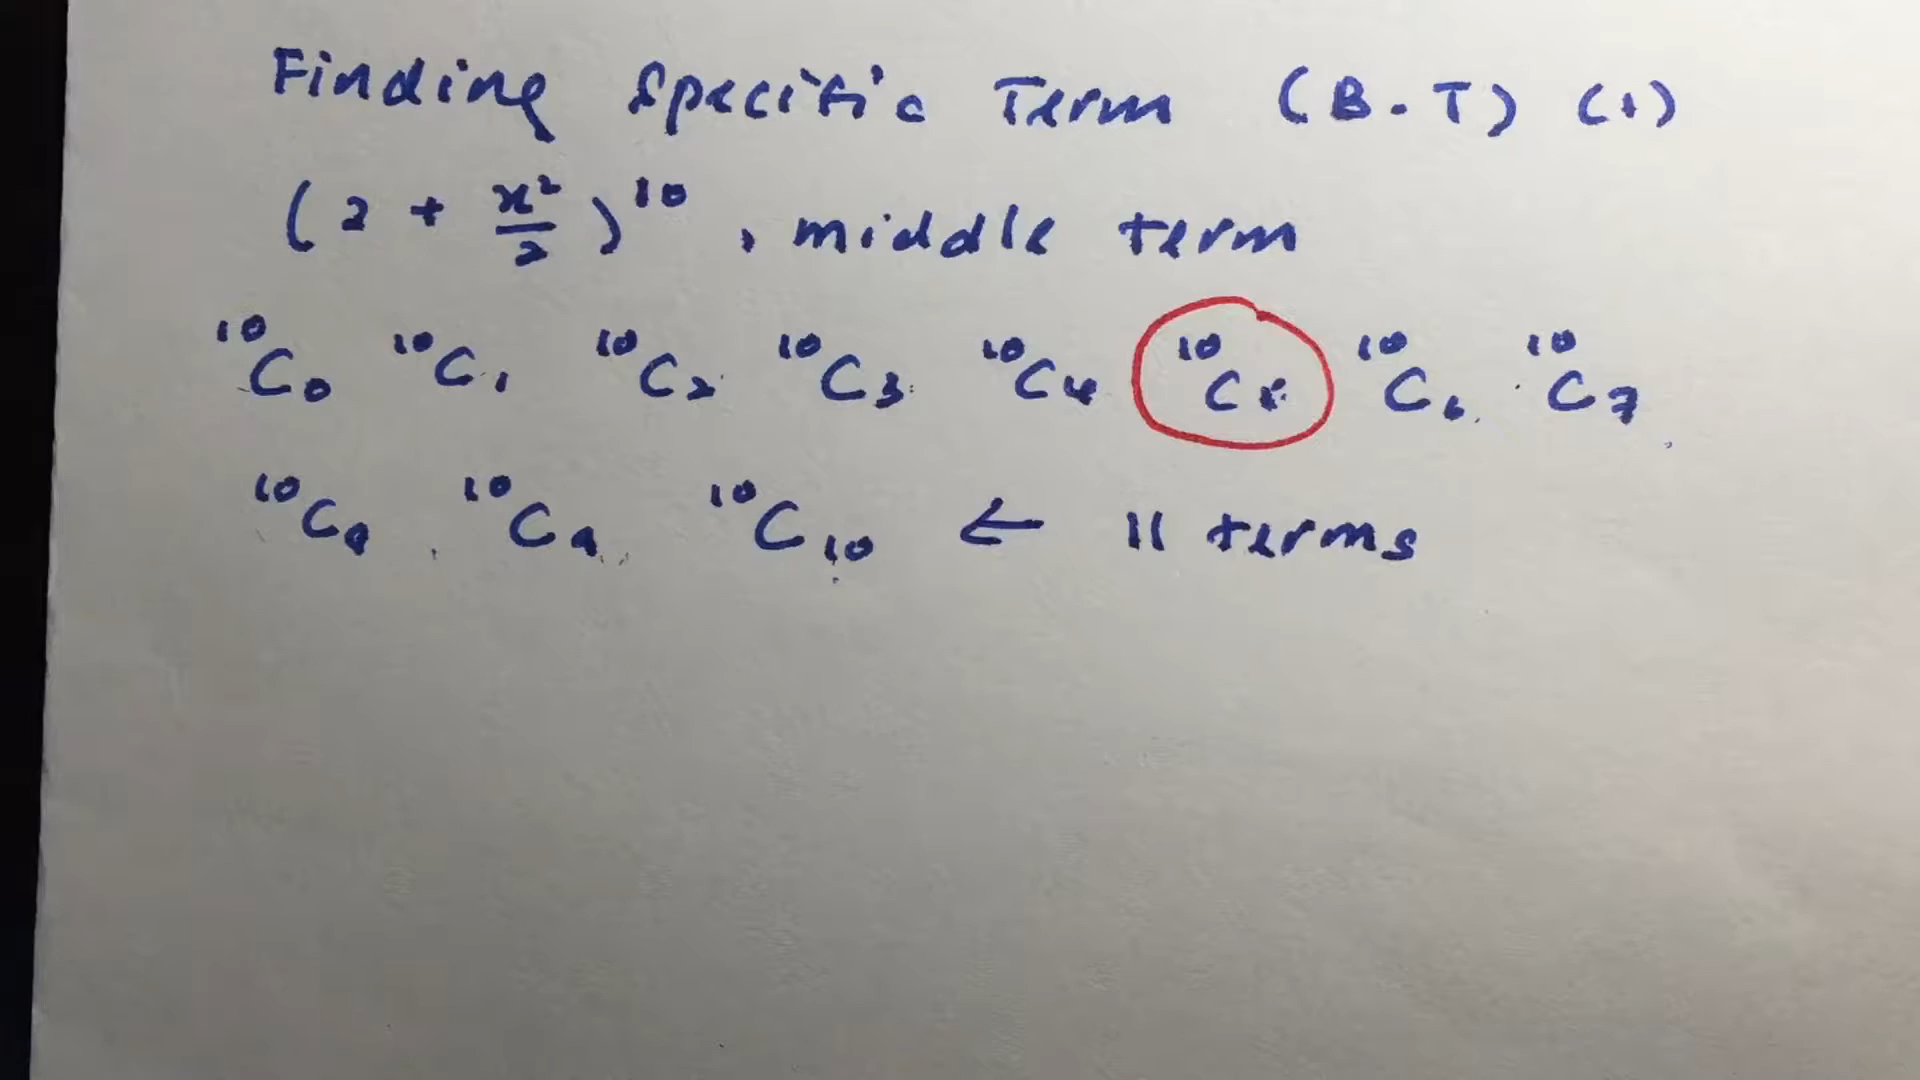 Finding Specific Term (B.T) (1)
(2 + x²/2)¹⁰, middle term
¹⁰C₀ ¹⁰C₁ ¹⁰C₂ ¹⁰C₃ ¹⁰C₄ ¹⁰C₅ ¹⁰C₆ ¹⁰C₇
¹⁰C₈ ¹⁰C₉ ¹⁰C₁₀ ← 11 terms